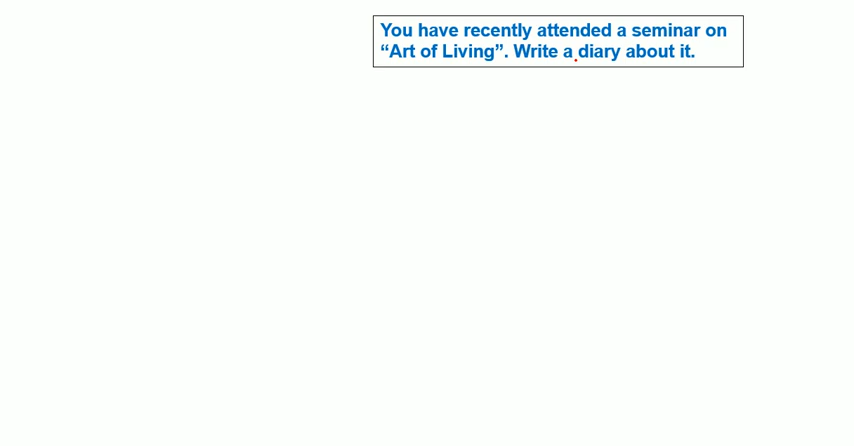 You have recently attended a seminar on
“Art of Living”. Write a diary about it.